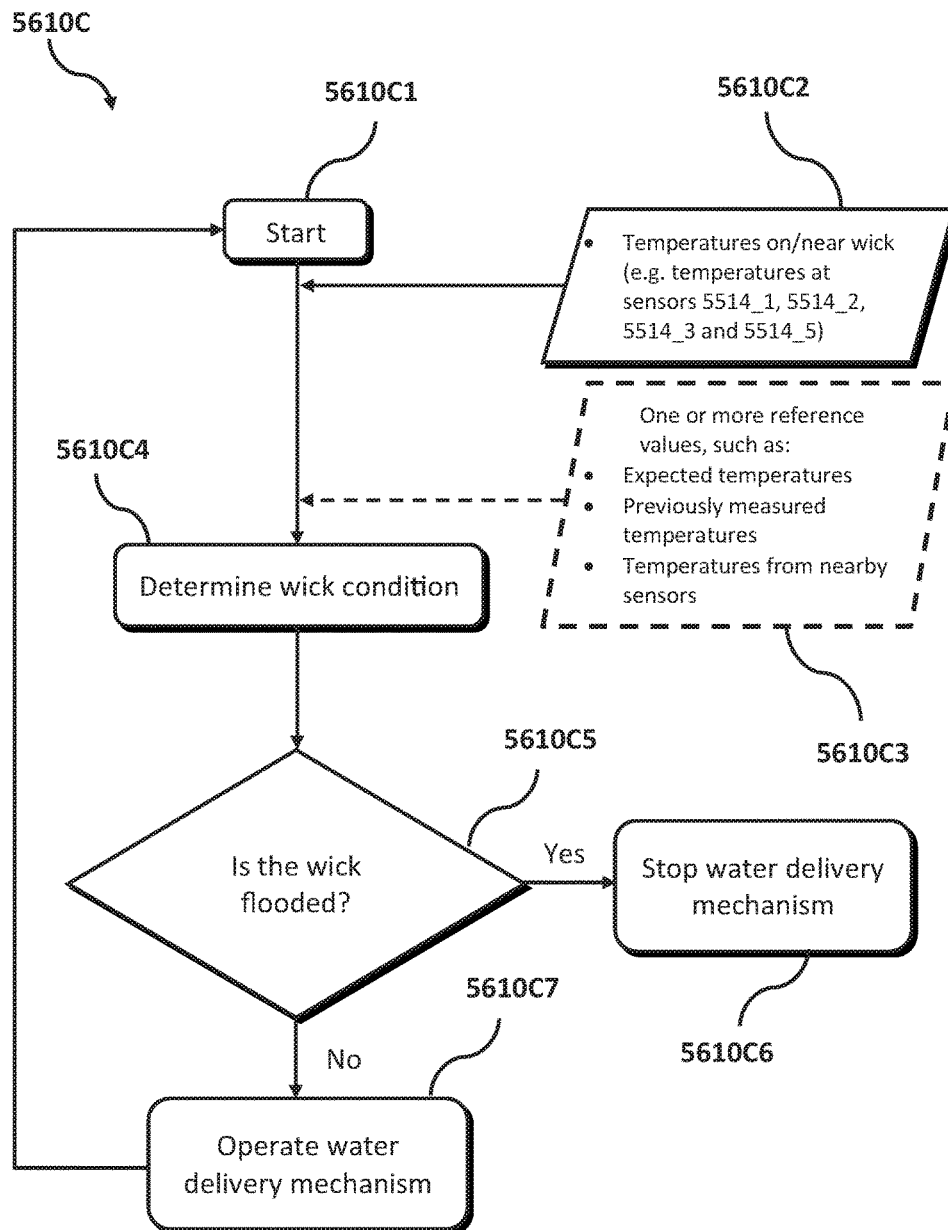 5610C
5610C1
5610C2
Start
• Temperatures on/near wick
(e.g. temperatures at
sensors 5514_1, 5514_2,
5514_3 and 5514_5)
One or more reference
values, such as:
• Expected temperatures
• Previously measured
temperatures
• Temperatures from nearby
sensors
5610C4
Determine wick condition
5610C3
5610C5
Is the wick
flooded?
Yes
Stop water delivery
mechanism
5610C6
5610C7
No
Operate water
delivery mechanism